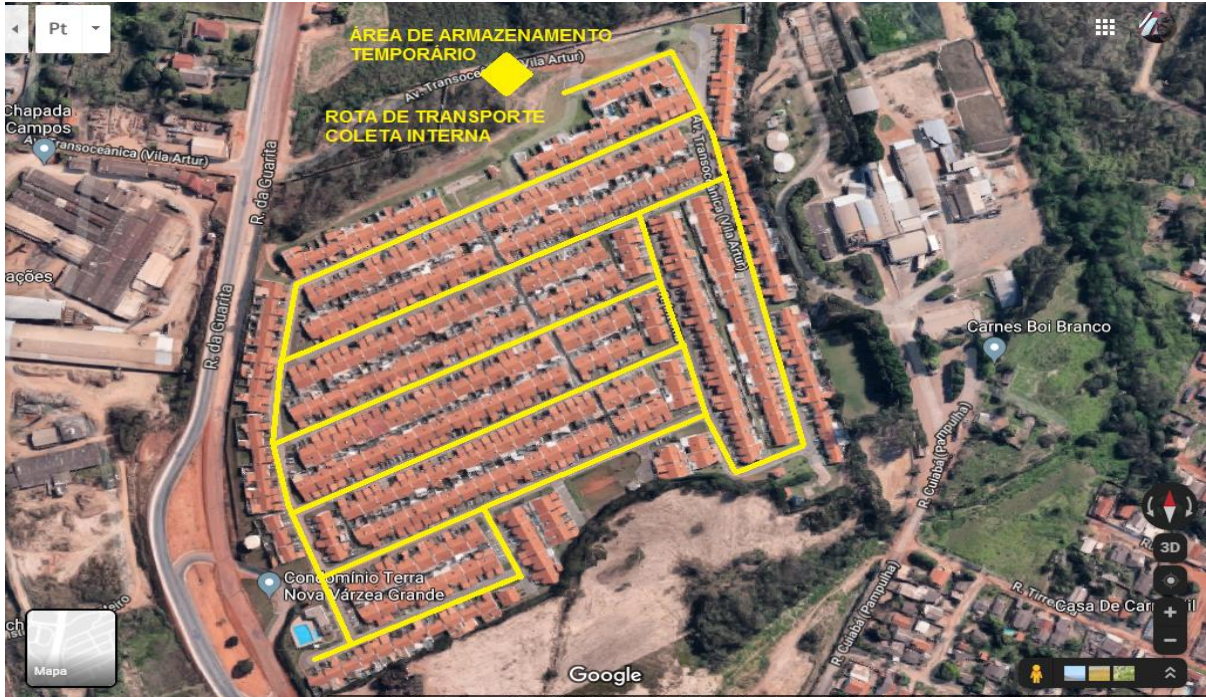 Pt
ÁREA DE ARMAZENAMENTO
TEMPORÁRIO
Av. Transoceânica (Vila Artur)
ROTA DE TRANSPORTE
COLETA INTERNA
Chapada
Campos
Av. Transoceânica (Vila Artur)
R. da Guarita
Av. Transoceânica (Vila Artur)
ações
R. da Guarita
Carnes Boi Branco
R. Cuiabá (Pampulha)
3D
Condomínio Terra
Nova Várzea Grande
R. Cuiabá (Pampulha)
Casa De
Mapa
Google